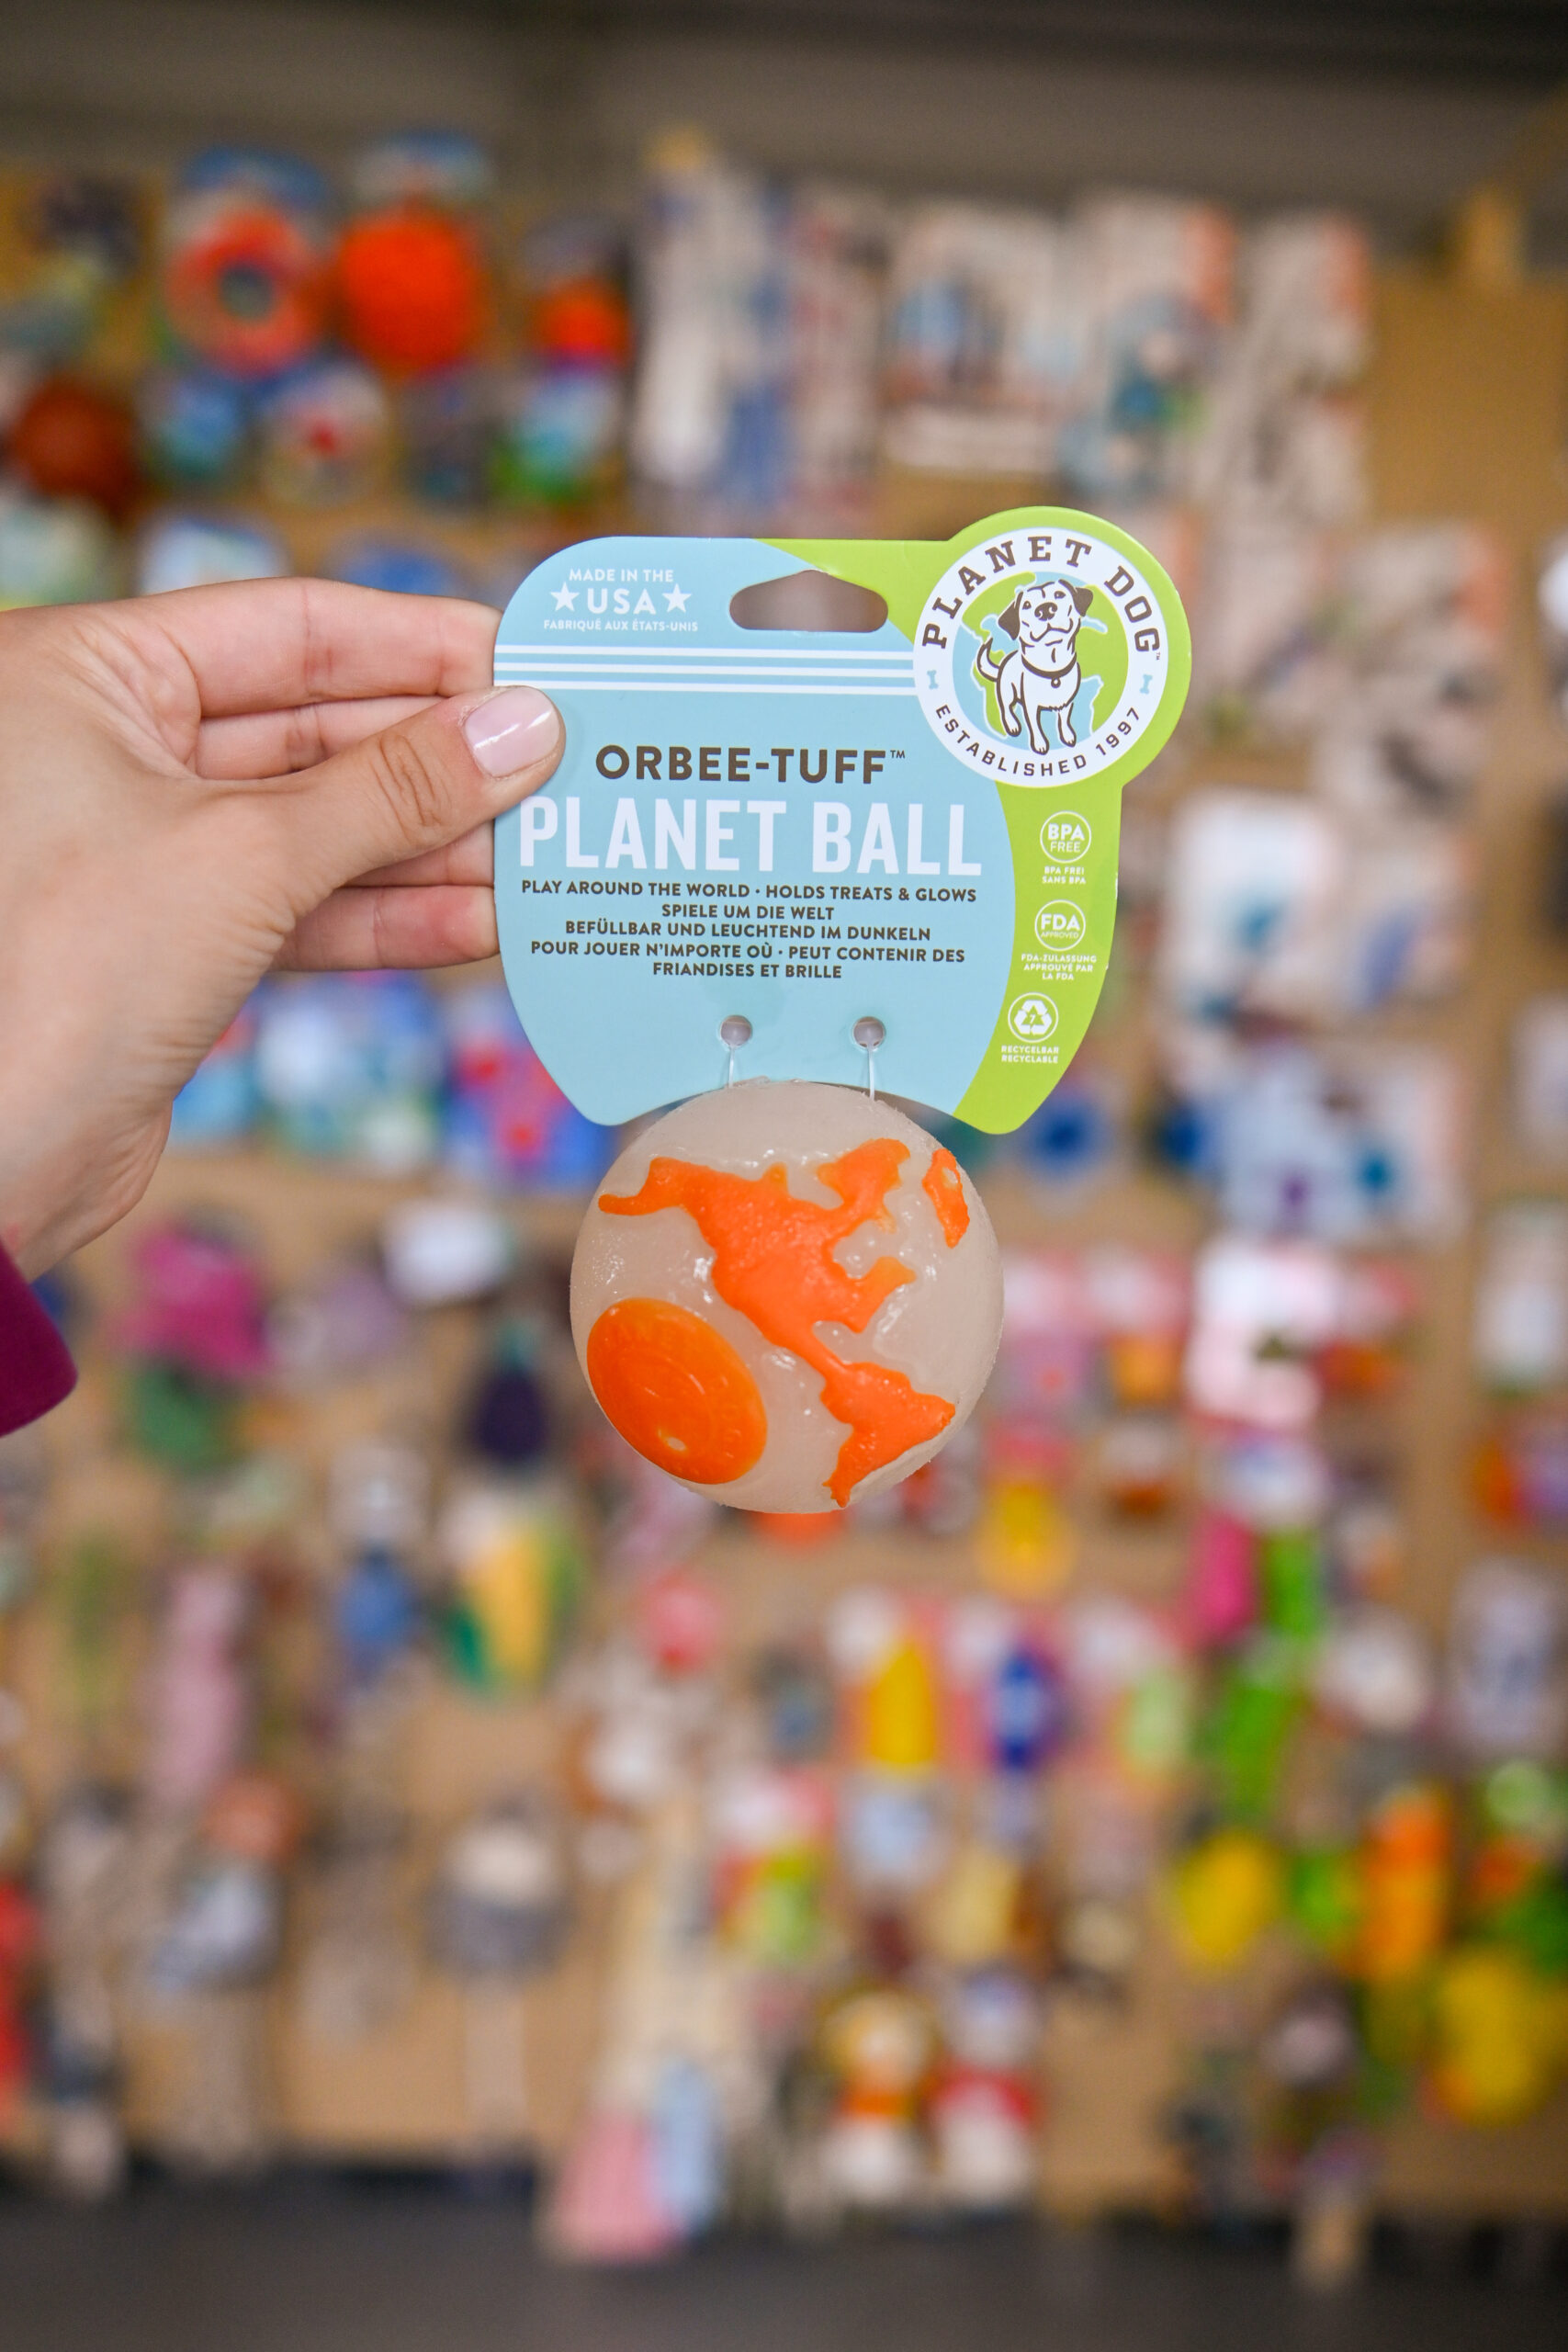 MADE IN THE
USA
FABRIQUÉ AUX ÉTATS-UNIS
PLANET DOG™
ESTABLISHED 1997
ORBEE-TUFF™
PLANET BALL
PLAY AROUND THE WORLD · HOLDS TREATS & GLOWS
SPIELE UM DIE WELT
BEFÜLLBAR UND LEUCHTEND IM DUNKELN
POUR JOUER N'IMPORTE OÙ · PEUT CONTENIR DES
FRIANDISES ET BRILLE
BPA
FREE
BPA FREI
SANS BPA
FDA
APPROVED
FDA-ZULASSUNG
APPROUVÉ PAR
LA FDA
7
RECYCELBAR
RECYCLABLE